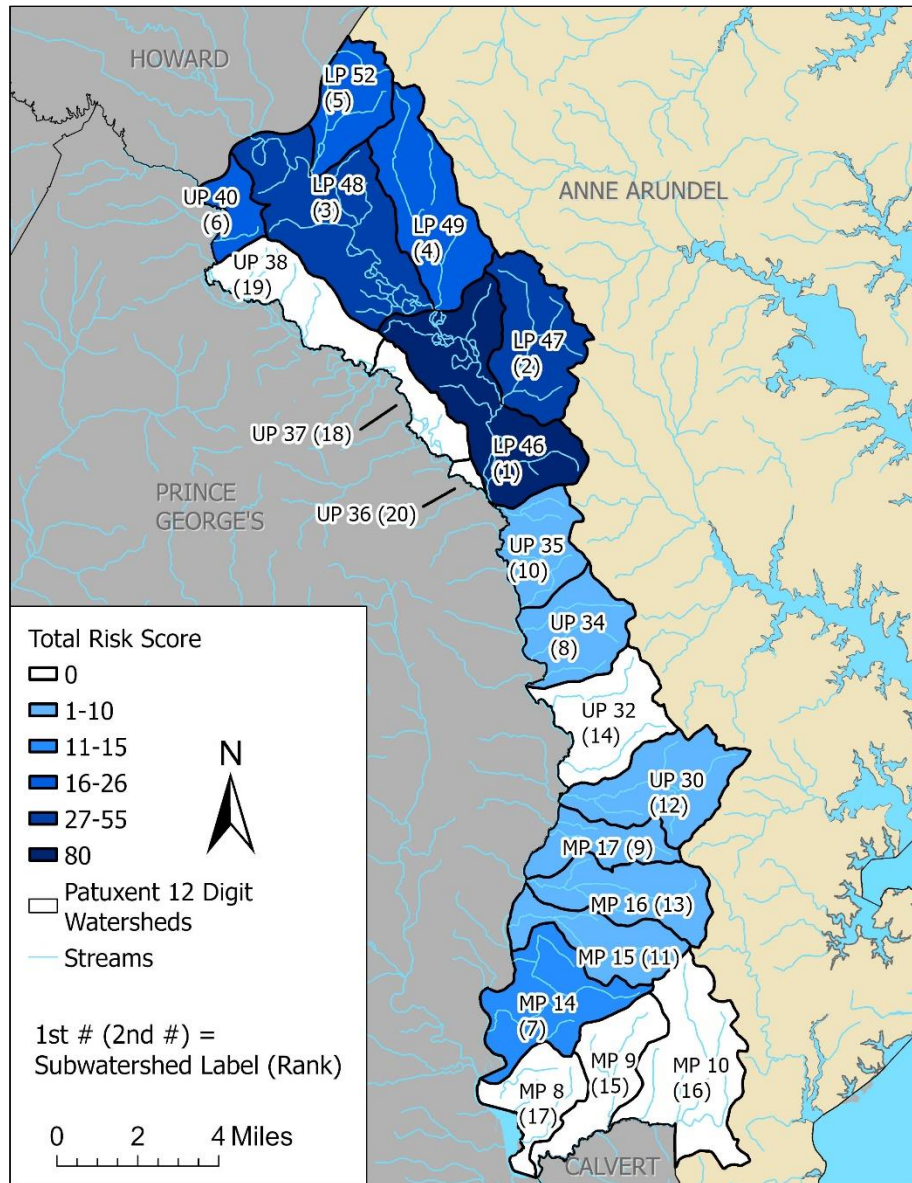 HOWARD
LP 52
(5)
UP 40
(6)
LP 48
(3)
LP 49
(4)
ANNE ARUNDEL
UP 38
(19)
LP 47
(2)
UP 37 (18)
LP 46
(1)
PRINCE
GEORGE'S
UP 36 (20)
UP 35
(10)
UP 34
(8)
UP 32
(14)
UP 30
(12)
MP 17 (9)
MP 16 (13)
MP 15 (11)
MP 14
(7)
MP 8
(17)
MP 9
(15)
MP 10
(16)
CALVERT
Total Risk Score
0
1-10
11-15
16-26
27-55
80
Patuxent 12 Digit
Watersheds
Streams
N
1st # (2nd #) =
Subwatershed Label (Rank)
0 2 4 Miles